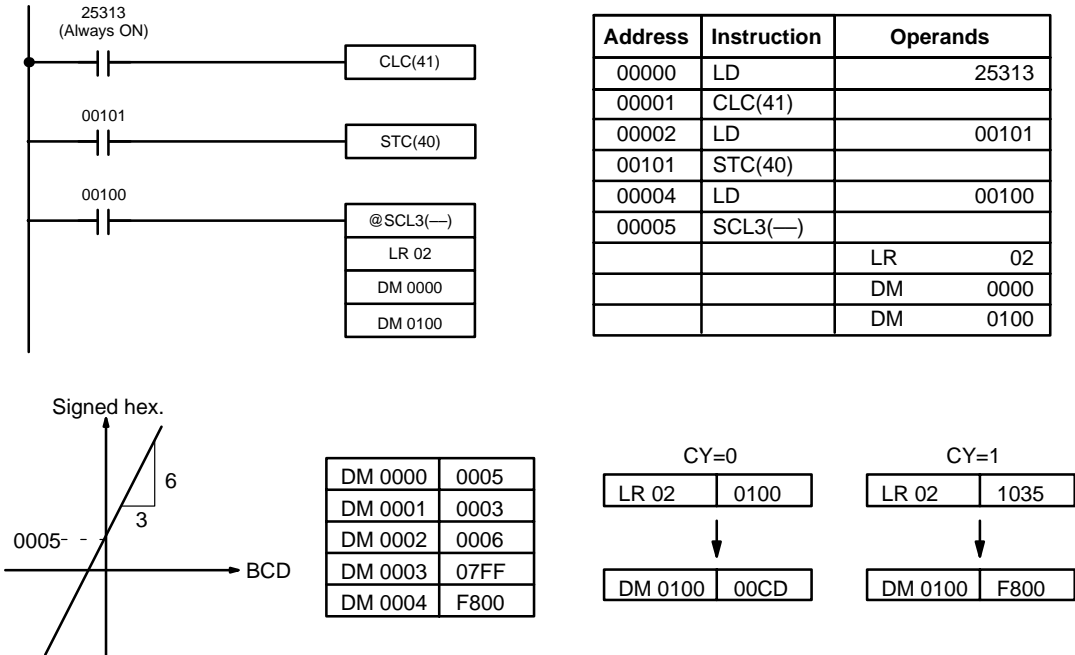 25313
(Always ON)
CLC(41)
00101
STC(40)
00100
@SCL3(––)
LR 02
DM 0000
DM 0100
Address Instruction Operands
00000 LD 25313
00001 CLC(41)
00002 LD 00101
00101 STC(40)
00004 LD 00100
00005 SCL3(––)
LR 02
DM 0000
DM 0100
Signed hex.
6
3
0005
BCD
DM 0000 0005
DM 0001 0003
DM 0002 0006
DM 0003 07FF
DM 0004 F800
CY=0
LR 02 0100
DM 0100 00CD
CY=1
LR 02 1035
DM 0100 F800